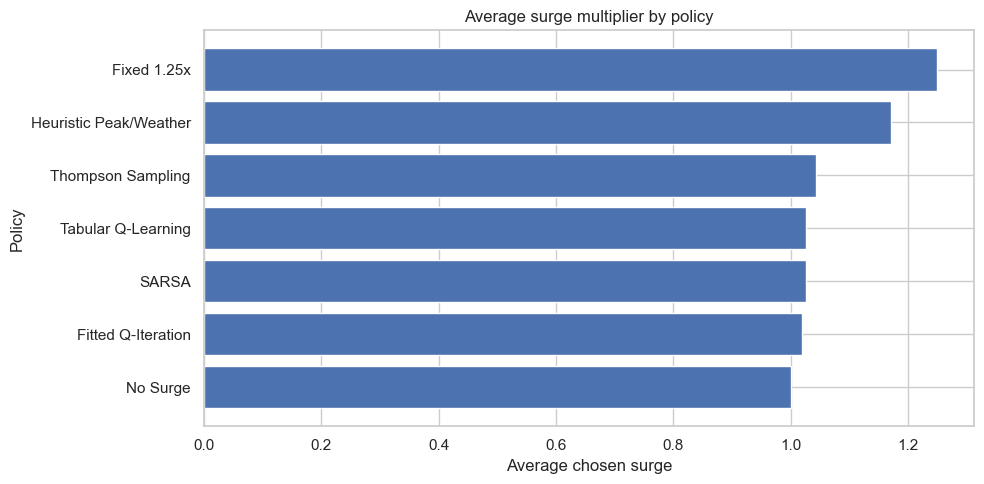 Average surge multiplier by policy
Policy
Fixed 1.25x
Heuristic Peak/Weather
Thompson Sampling
Tabular Q-Learning
SARSA
Fitted Q-Iteration
No Surge
0.0 0.2 0.4 0.6 0.8 1.0 1.2
Average chosen surge